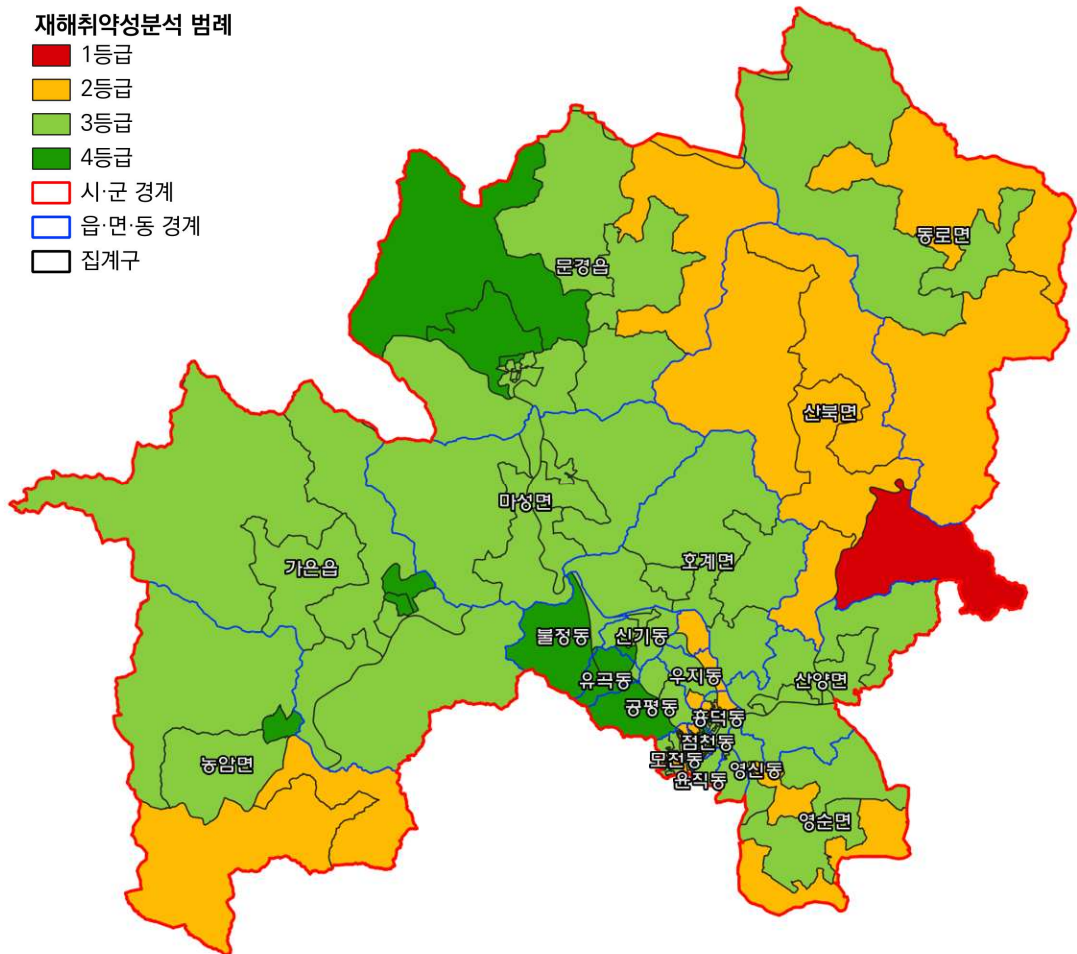 재해취약성분석 범례
1등급
2등급
3등급
4등급
시·군 경계
읍·면·동 경계
집계구
동로면
문경읍
산북면
마성면
호계면
가은읍
불정동
신기동
우지동
유곡동
산양면
공평동
흥덕동
점천동
모전동
영신동
윤직동
농암면
영순면